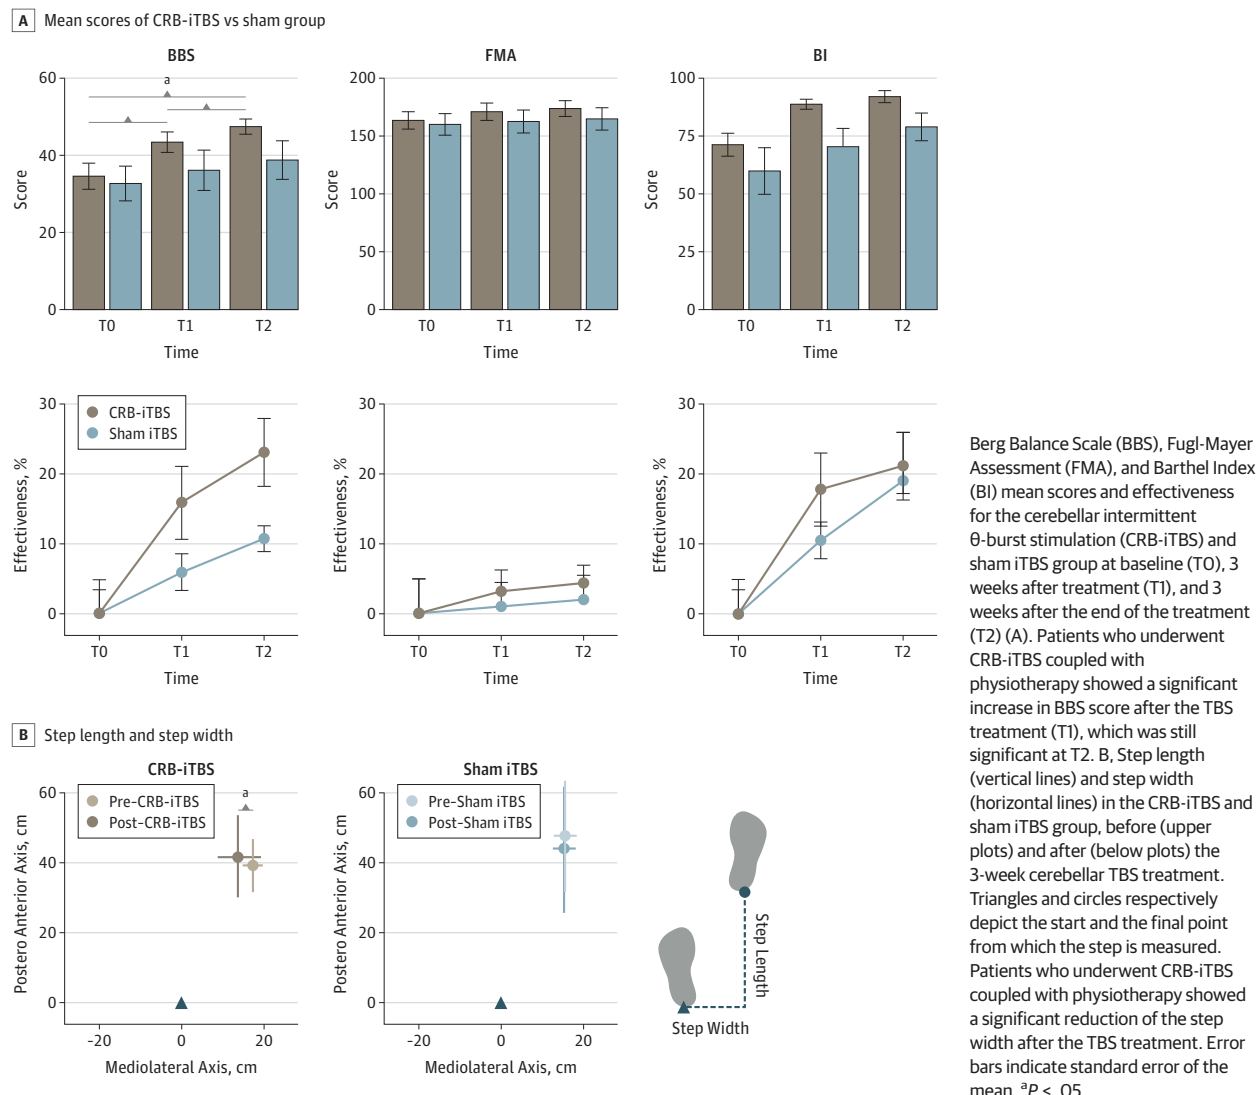 A Mean scores of CRB-iTBS vs sham group
BBS
60
40
20
0
Score
a
T0 T1 T2
Time
FMA
200
150
100
50
0
Score
T0 T1 T2
Time
BI
100
75
50
25
0
Score
T0 T1 T2
Time
30
20
10
0
Effectiveness, %
CRB-iTBS
Sham iTBS
T0 T1 T2
Time
30
20
10
0
Effectiveness, %
T0 T1 T2
Time
30
20
10
0
Effectiveness, %
T0 T1 T2
Time
B Step length and step width
CRB-iTBS
60
40
20
0
Postero Anterior Axis, cm
Pre-CRB-iTBS
Post-CRB-iTBS
a
-20 0 20
Mediolateral Axis, cm
Sham iTBS
60
40
20
0
Postero Anterior Axis, cm
Pre-Sham iTBS
Post-Sham iTBS
-20 0 20
Mediolateral Axis, cm
Step Length
Step Width
Berg Balance Scale (BBS), Fugl-Mayer
Assessment (FMA), and Barthel Index
(BI) mean scores and effectiveness
for the cerebellar intermittent
θ-burst stimulation (CRB-iTBS) and
sham iTBS group at baseline (T0), 3
weeks after treatment (T1), and 3
weeks after the end of the treatment
(T2) (A). Patients who underwent
CRB-iTBS coupled with
physiotherapy showed a significant
increase in BBS score after the TBS
treatment (T1), which was still
significant at T2. B, Step length
(vertical lines) and step width
(horizontal lines) in the CRB-iTBS and
sham iTBS group, before (upper
plots) and after (below plots) the
3-week cerebellar TBS treatment.
Triangles and circles respectively
depict the start and the final point
from which the step is measured.
Patients who underwent CRB-iTBS
coupled with physiotherapy showed
a significant reduction of the step
width after the TBS treatment. Error
bars indicate standard error of the
mean. ᵃP < .05